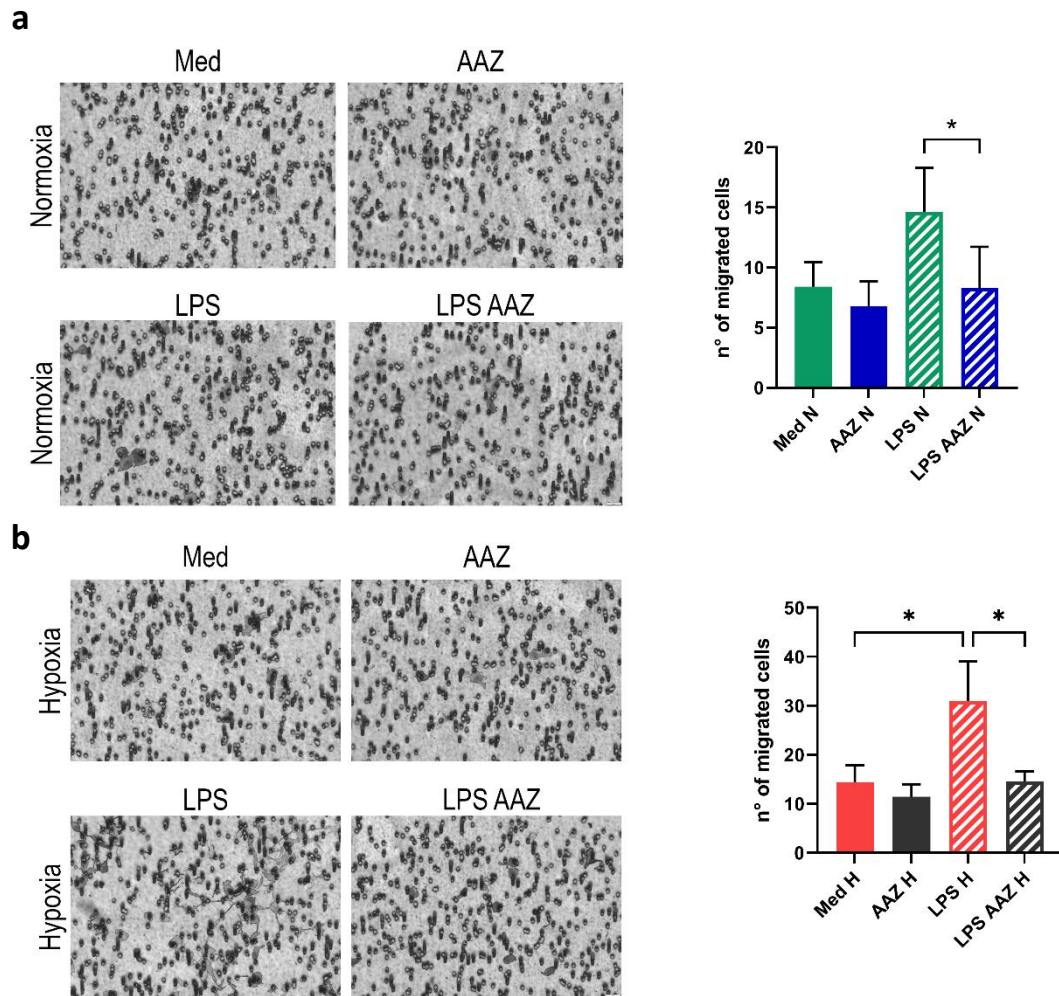 a
Med
AAZ
Normoxia
LPS
LPS AAZ
Normoxia
*
20
15
10
5
0
n° of migrated cells
Med N
AAZ N
LPS N
LPS AAZ N
b
Med
AAZ
Hypoxia
LPS
LPS AAZ
Hypoxia
*
*
50
40
30
20
10
0
n° of migrated cells
Med H
AAZ H
LPS H
LPS AAZ H